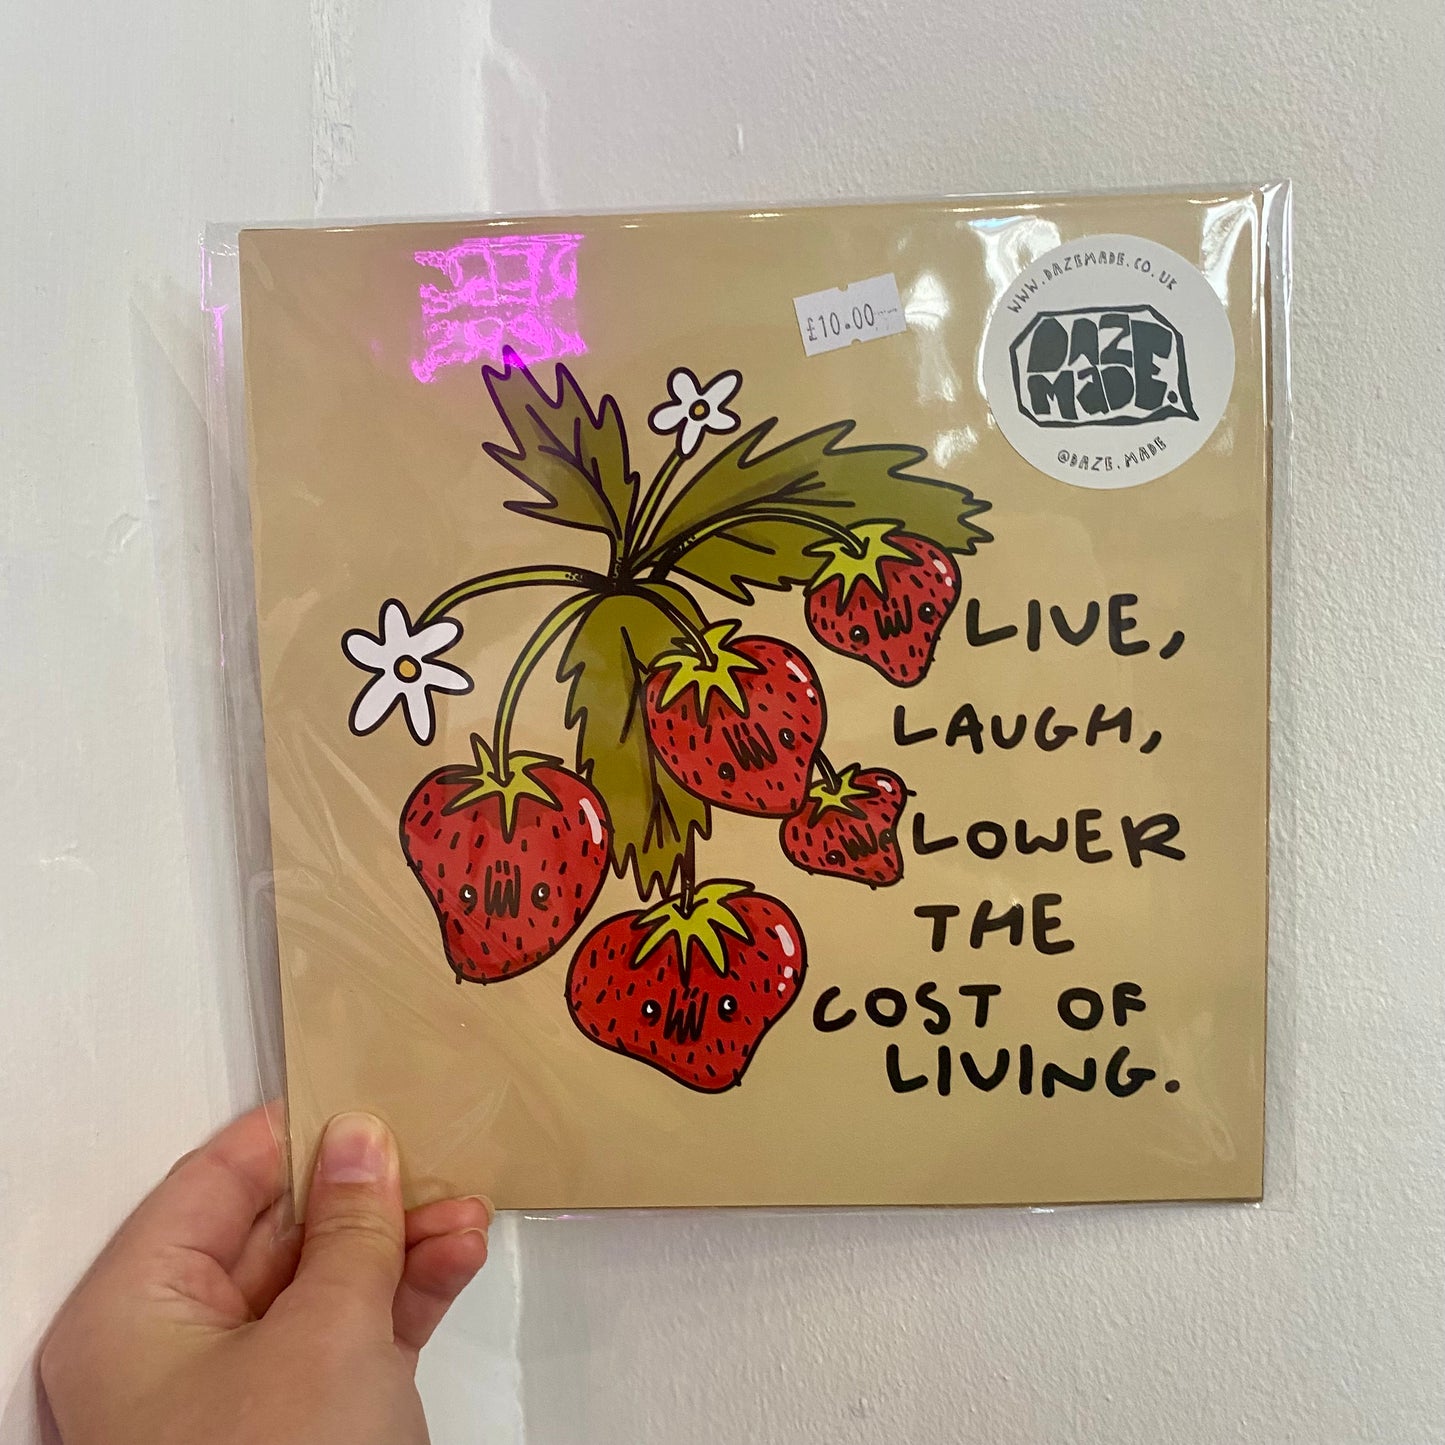 WWW.DAZEMADE.CO.UK
DAZE
MADE.
@DAZE.MADE
£10.00
LIVE,
LAUGH,
LOWER
THE
COST OF
LIVING.